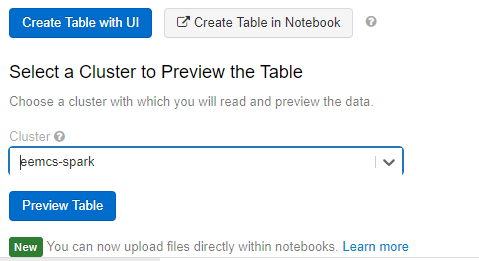 Create Table with UI Create Table in Notebook ?
Select a Cluster to Preview the Table
Choose a cluster with which you will read and preview the data.
Cluster ?
eemcs-spark
Preview Table
New You can now upload files directly within notebooks. Learn more